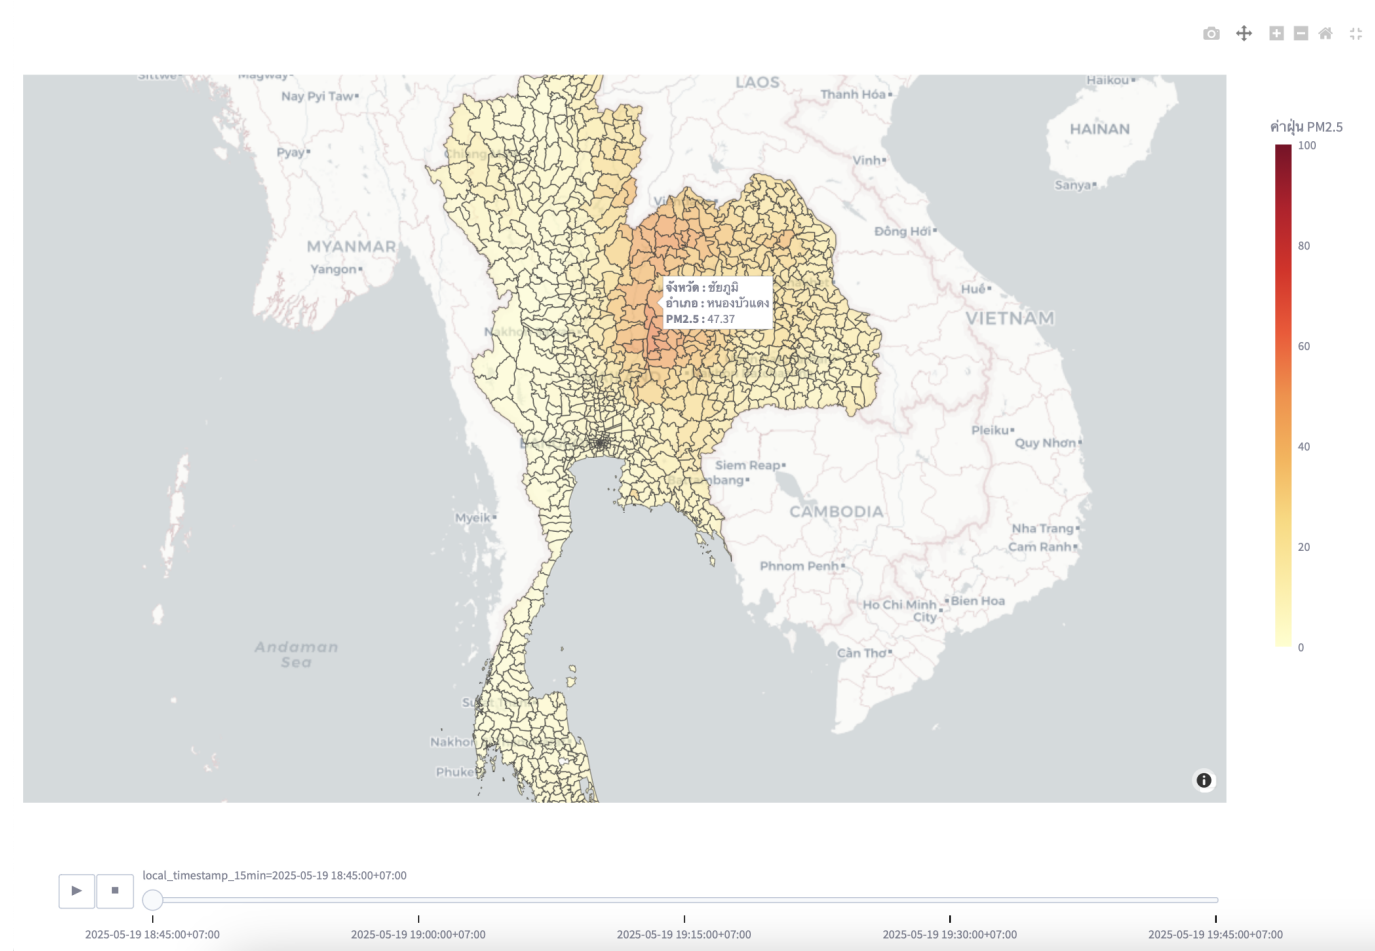 Sittwe
Magway
LAOS
Haikou
Nay Pyi Taw
Thanh Hóa
HAINAN
Pyay
Vinh
Sanya
Đồng Hới
MYANMAR
Yangon
Huế
VIETNAM
จังหวัด : ชัยภูมิ
อำเภอ : หนองบัวแดง
PM2.5 : 47.37
Pleiku
Quy Nhơn
Siem Reap
Myeik
CAMBODIA
Nha Trang
Cam Ranh
Phnom Penh
Ho Chi Minh
City
Bien Hoa
Andaman
Sea
Cần Thơ
Nakhon
Phuket
ค่าฝุ่น PM2.5
100
80
60
40
20
0
local_timestamp_15min=2025-05-19 18:45:00+07:00
2025-05-19 18:45:00+07:00
2025-05-19 19:00:00+07:00
2025-05-19 19:15:00+07:00
2025-05-19 19:30:00+07:00
2025-05-19 19:45:00+07:00